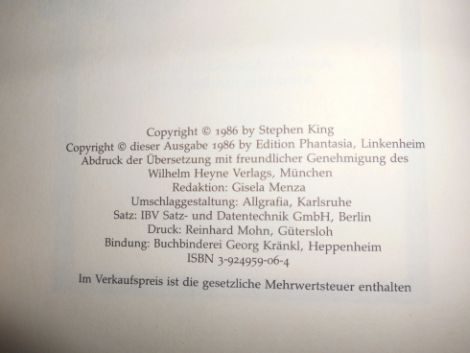 Copyright © 1986 by Stephen King
Copyright © dieser Ausgabe 1986 by Edition Phantasia, Linkenheim
Abdruck der Übersetzung mit freundlicher Genehmigung des
Wilhelm Heyne Verlags, München
Redaktion: Gisela Menza
Umschlaggestaltung: Allgrafia, Karlsruhe
Satz: IBV Satz- und Datentechnik GmbH, Berlin
Druck: Reinhard Mohn, Gütersloh
Bindung: Buchbinderei Georg Kränkl, Heppenheim
ISBN 3-924959-06-4
Im Verkaufspreis ist die gesetzliche Mehrwertsteuer enthalten